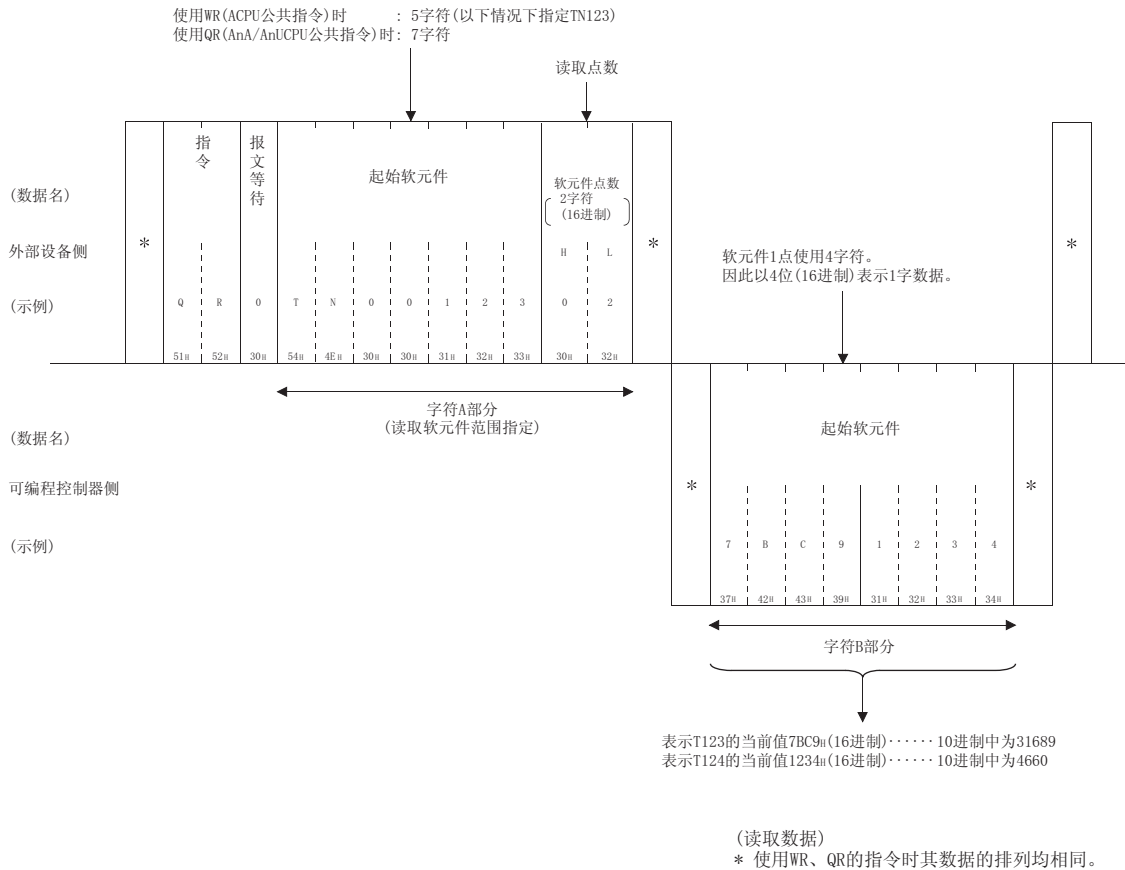 使用WR(ACPU公共指令)时 : 5字符(以下情况下指定TN123)
使用QR(AnA/AnUCPU公共指令)时: 7字符
读取点数
指令
报文等待
起始软元件
软元件点数
2字符
(16进制)
(数据名)
外部设备侧
* H L * *
软元件1点使用4字符。
因此以4位(16进制)表示1字数据。
(示例)
Q R 0 T N 0 0 1 2 3 0 2
51H 52H 30H 54H 4EH 30H 30H 31H 32H 33H 30H 32H
字符A部分
(读取软元件范围指定)
(数据名)
起始软元件
可编程控制器侧
* *
(示例)
7 B C 9 1 2 3 4
37H 42H 43H 39H 31H 32H 33H 34H
字符B部分
表示T123的当前值7BC9H(16进制)······10进制中为31689
表示T124的当前值1234H(16进制)······10进制中为4660
(读取数据)
* 使用WR、QR的指令时其数据的排列均相同。